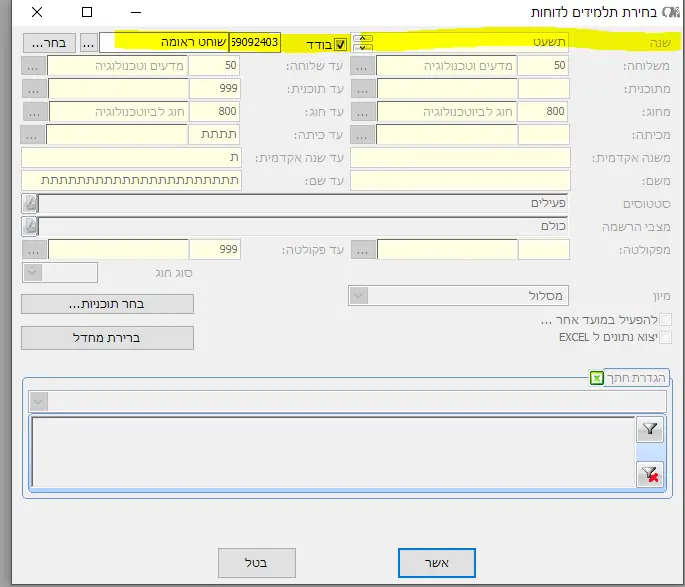 בחירת תלמידים לדוחות
שנה תשעט בודד 59092403 שוחט ראומה ... בחר...
משלוחה: 50 מדעים וטכנולוגיה ... עד שלוחה: 50 מדעים וטכנולוגיה ...
מתוכנית: ... עד תוכנית: 999 ...
מחוג: 800 חוג לביוטכנולוגיה ... עד חוג: 800 חוג לביוטכנולוגיה ...
מכיתה: ... עד כיתה: תתתת ...
משנה אקדמית: עד שנה אקדמית: ת
משם: עד שם: תתתתתתתתתתתתתתתתתתתת
סטטוסים פעילים
מצבי הרשמה כולם
מפקולטה: ... עד פקולטה: 999 ...
סוג חוג
מיון מסלול בחר תוכניות...
להפעיל במועד אחר ...
יצוא נתונים ל EXCEL ברירת מחדל
הגדרת חתך
אשר בטל